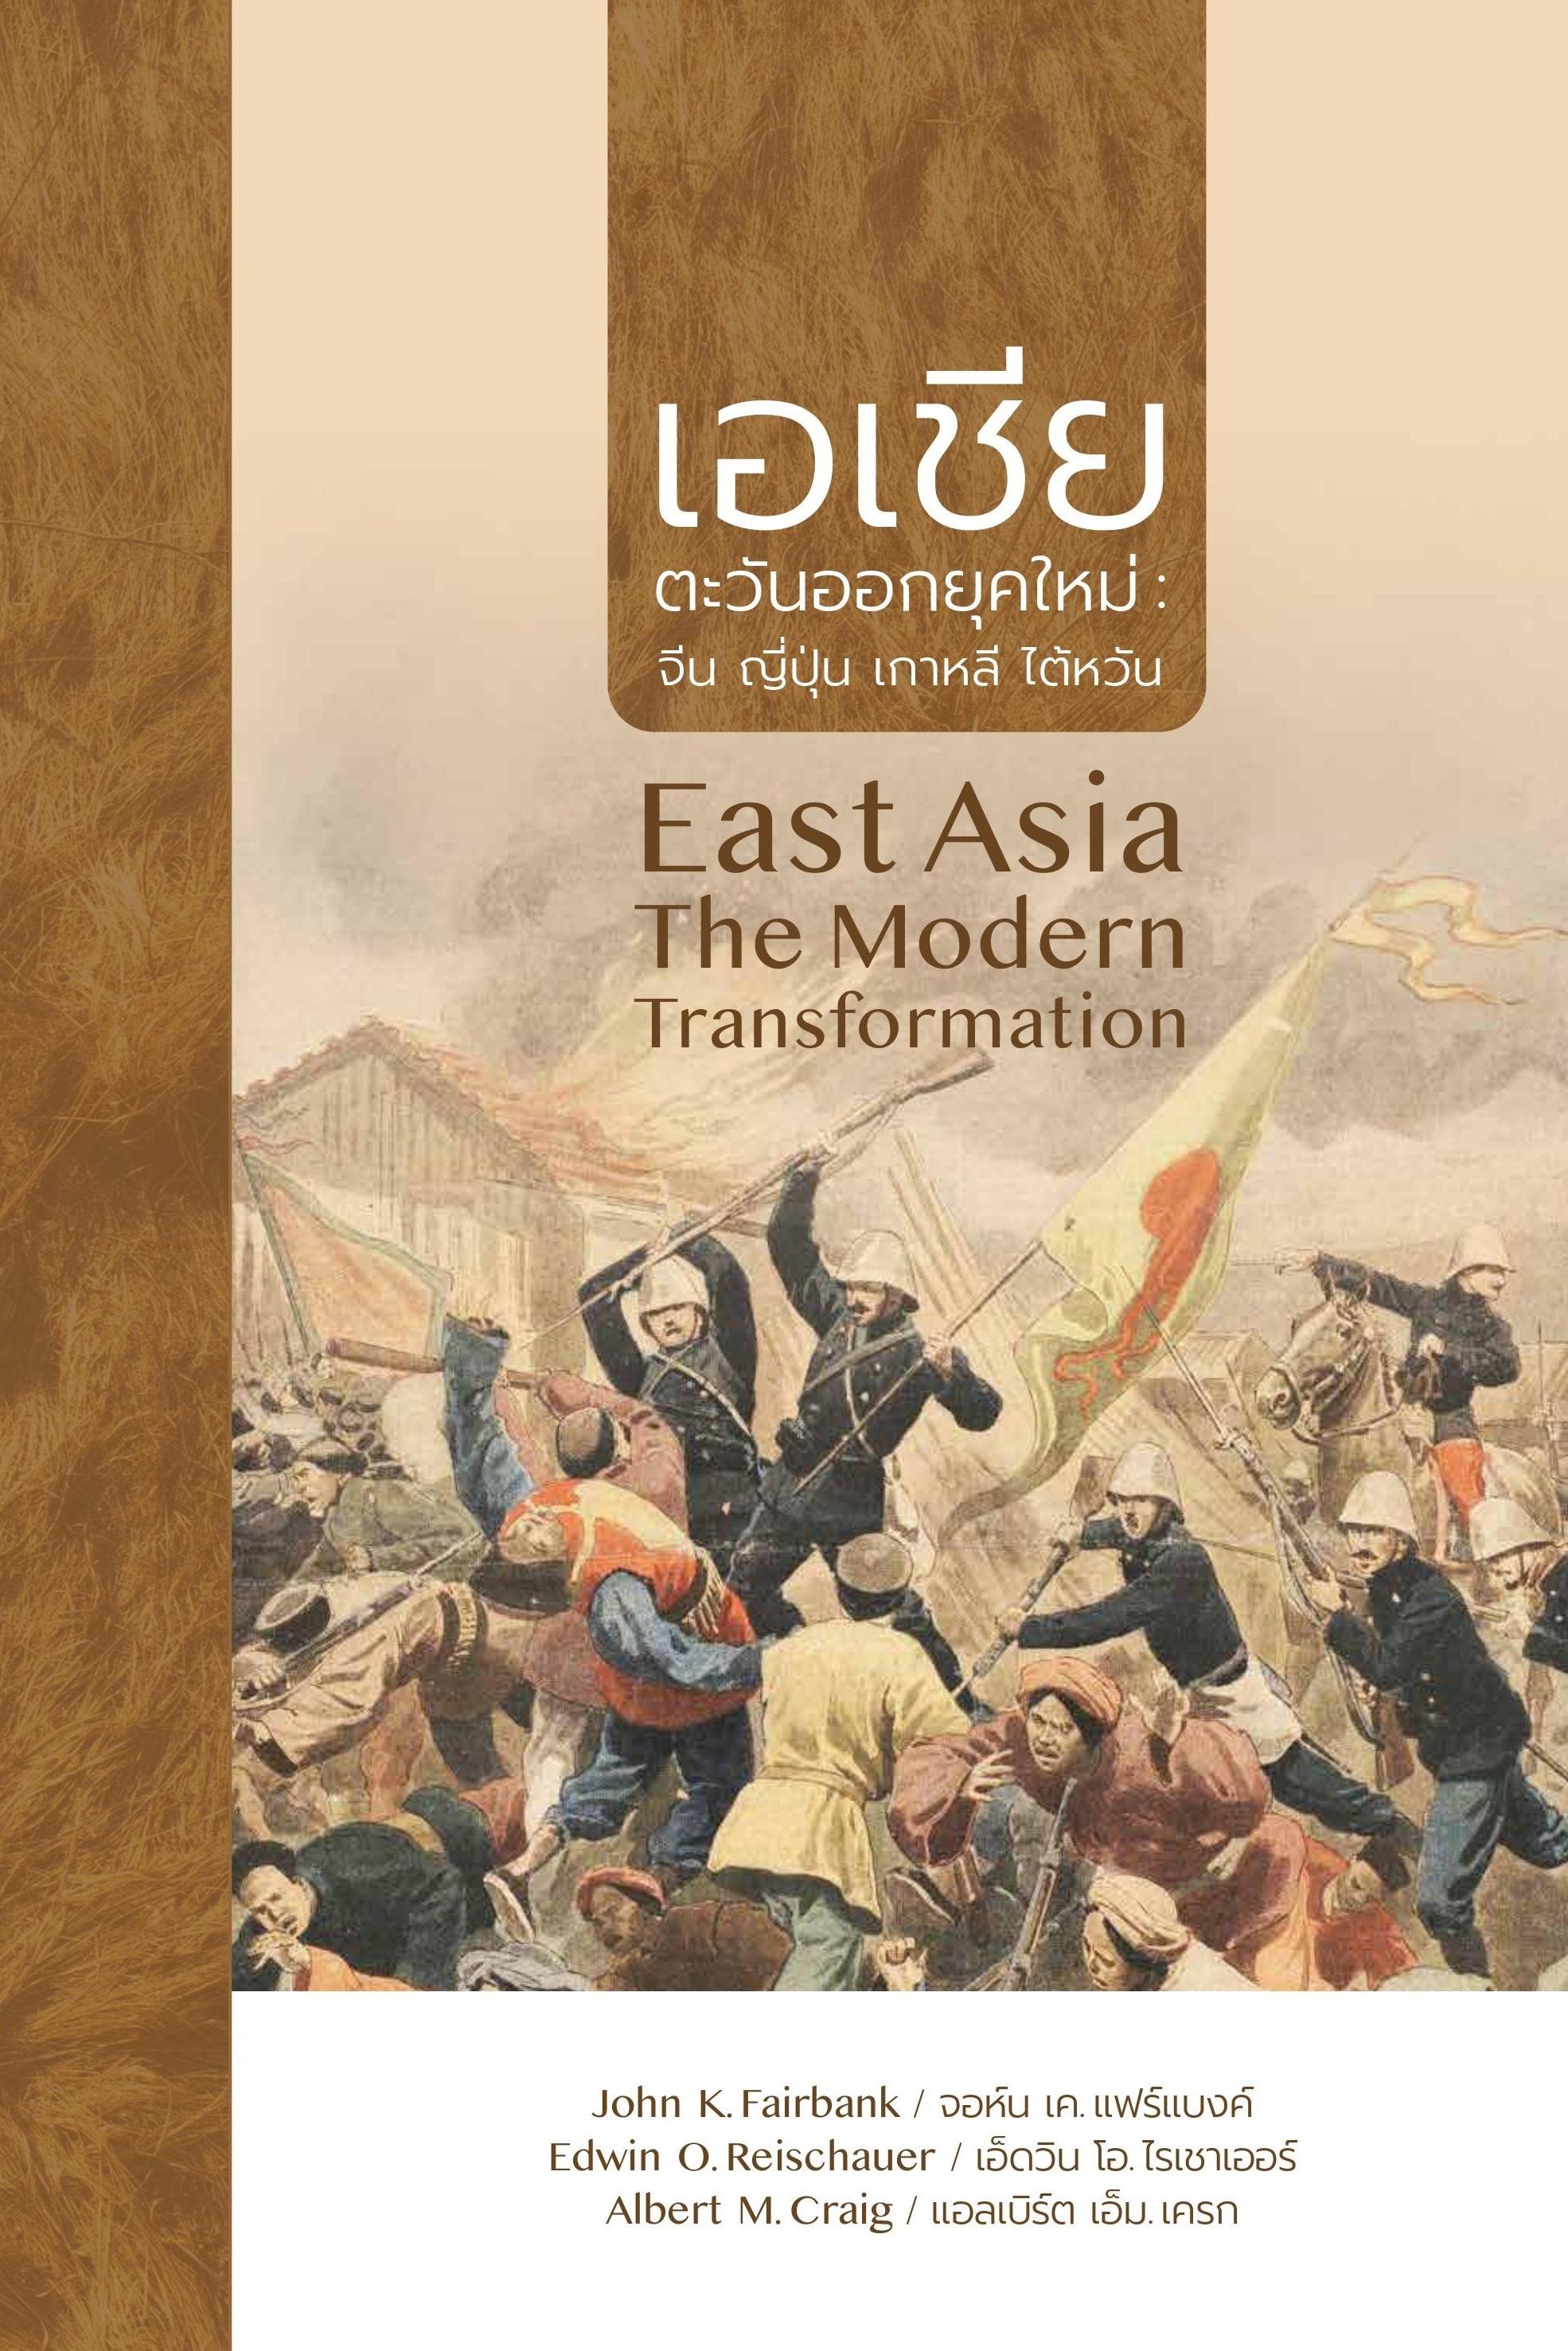 เอเชีย
ตะวันออกยุคใหม่ :
จีน ญี่ปุ่น เกาหลี ไต้หวัน
East Asia
The Modern
Transformation
John K. Fairbank / จอห์น เค. แฟร์แบงค์
Edwin O. Reischauer / เอ็ดวิน โอ. ไรเชาเออร์
Albert M. Craig / แอลเบิร์ต เอ็ม. เครก